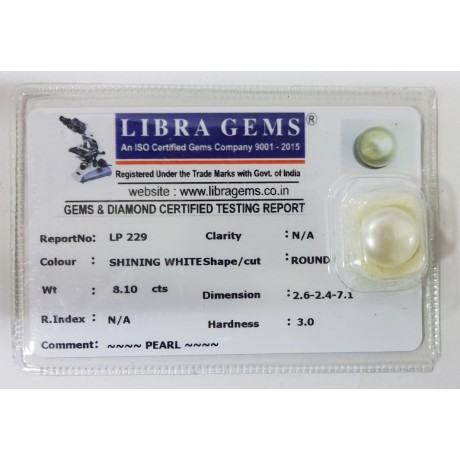 LIBRA GEMS®
An ISO Certified Gems Company 9001 - 2015
Registered Under the Trade Marks with Govt. of India
website : www.libragems.co.in
GEMS & DIAMOND CERTIFIED TESTING REPORT
ReportNo: LP 229 Clarity : N/A
Colour : SHINING WHITE Shape/cut : ROUND
Wt : 8.10 cts Dimension : 2.6-2.4-7.1
R.Index : N/A Hardness : 3.0
Comment: ~~~~ PEARL ~~~~